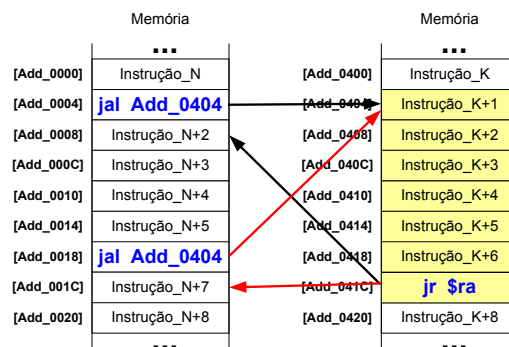 Memória Memória
... ...
[Add_0000] Instrução_N [Add_0400] Instrução_K
[Add_0004] jal Add_0404 [Add_0404] Instrução_K+1
[Add_0008] Instrução_N+2 [Add_0408] Instrução_K+2
[Add_000C] Instrução_N+3 [Add_040C] Instrução_K+3
[Add_0010] Instrução_N+4 [Add_0410] Instrução_K+4
[Add_0014] Instrução_N+5 [Add_0414] Instrução_K+5
[Add_0018] jal Add_0404 [Add_0418] Instrução_K+6
[Add_001C] Instrução_N+7 [Add_041C] jr $ra
[Add_0020] Instrução_N+8 [Add_0420] Instrução_K+8
... ...